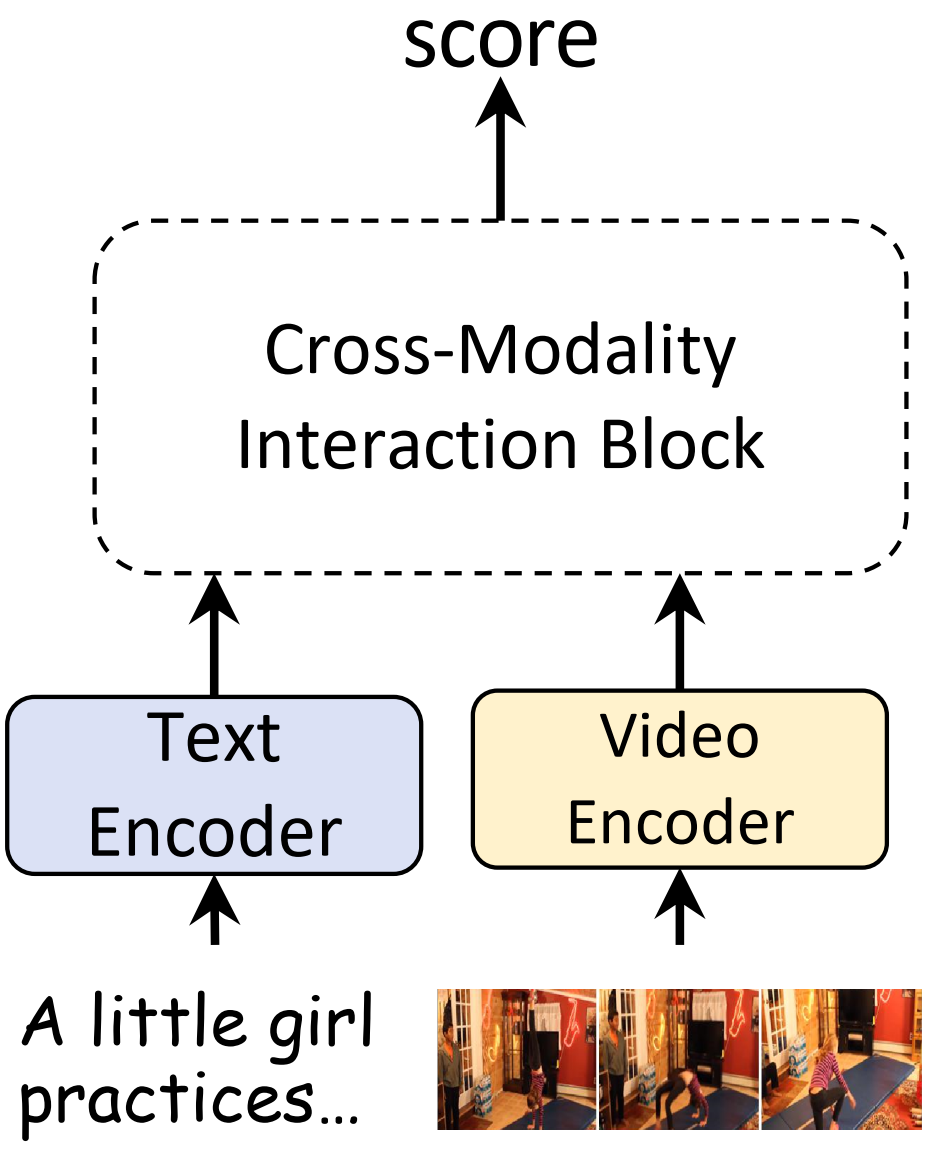 score
Cross-Modality
Interaction Block
Text
Encoder
Video
Encoder
A little girl
practices…